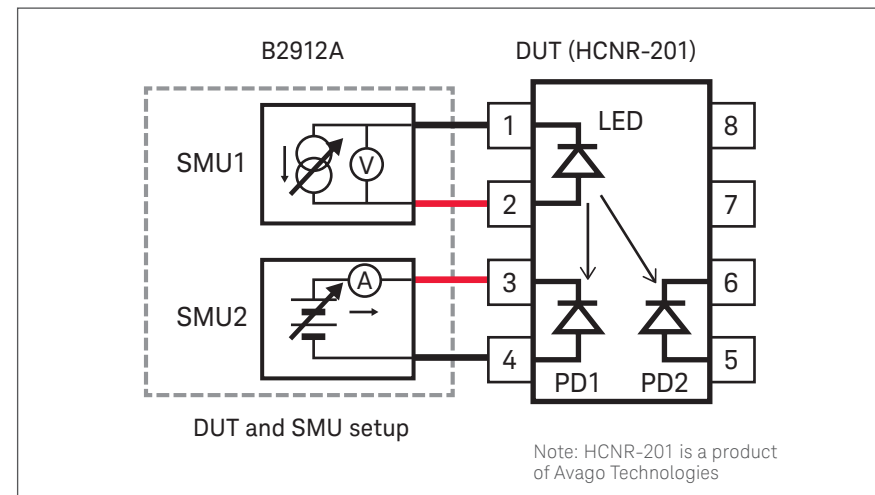 B2912A
DUT (HCNR-201)
SMU1
V
1
LED
8
2
7
SMU2
A
3
6
4
5
PD1
PD2
DUT and SMU setup
Note: HCNR-201 is a product
of Avago Technologies